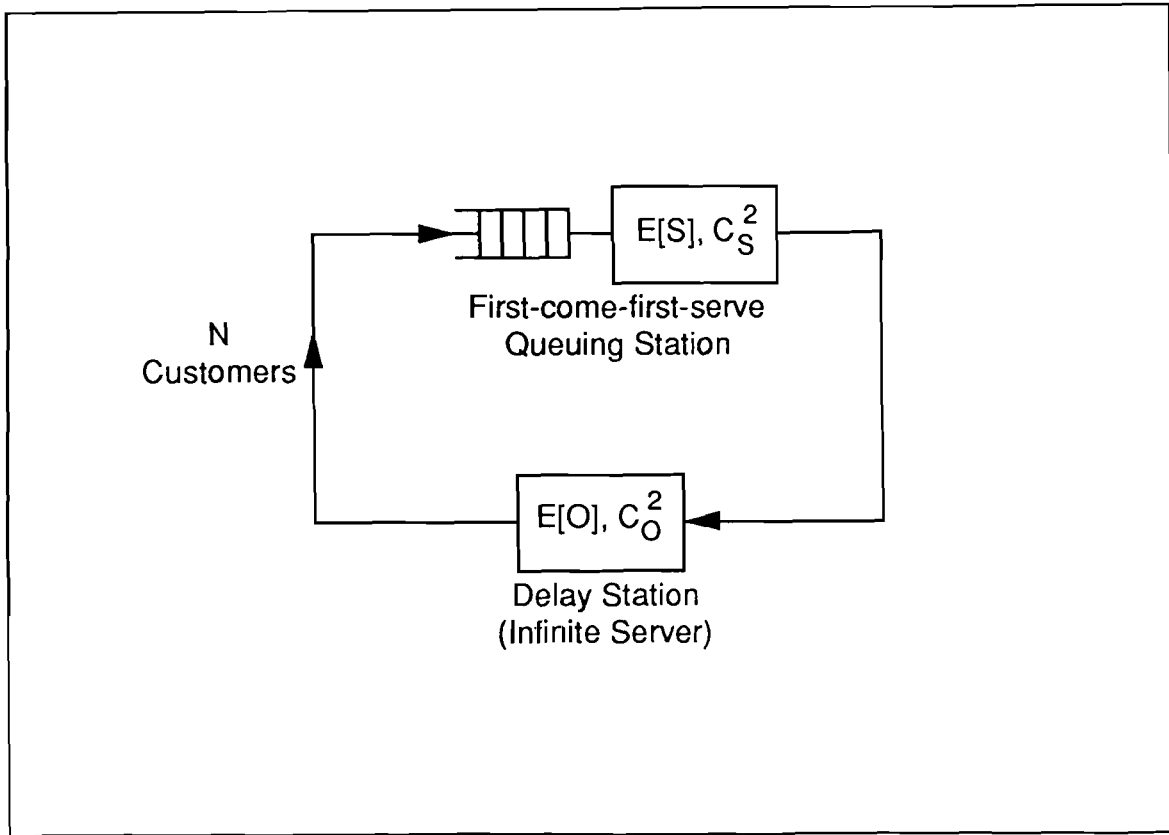 E[S], C_S^2
First-come-first-serve
Queuing Station
N
Customers
E[O], C_O^2
Delay Station
(Infinite Server)